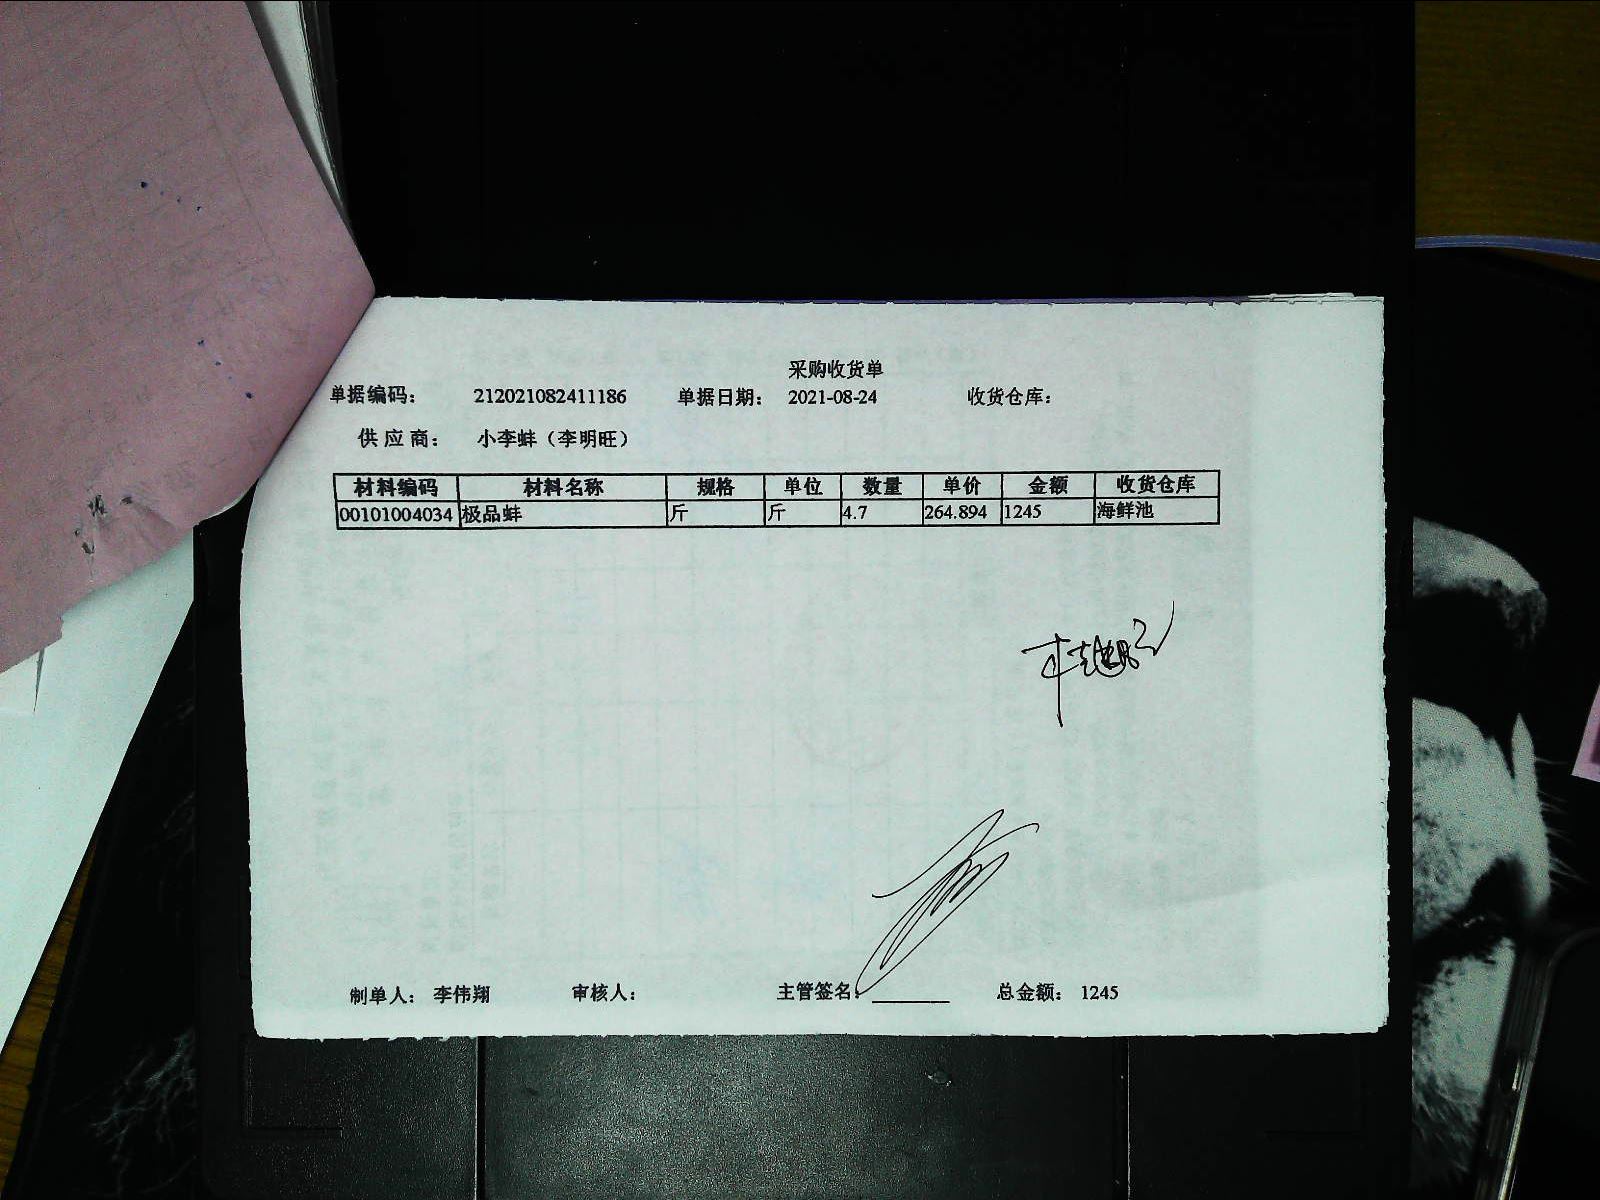 采购收货单
单据编码： 212021082411186 单据日期： 2021-08-24 收货仓库：
供应商： 小李蚌（李明旺）
材料编码 材料名称 规格 单位 数量 单价 金额 收货仓库
00101004034 极品蚌 斤 斤 4.7 264.894 1245 海鲜池
制单人： 李伟翔 审核人： 主管签名： 总金额： 1245